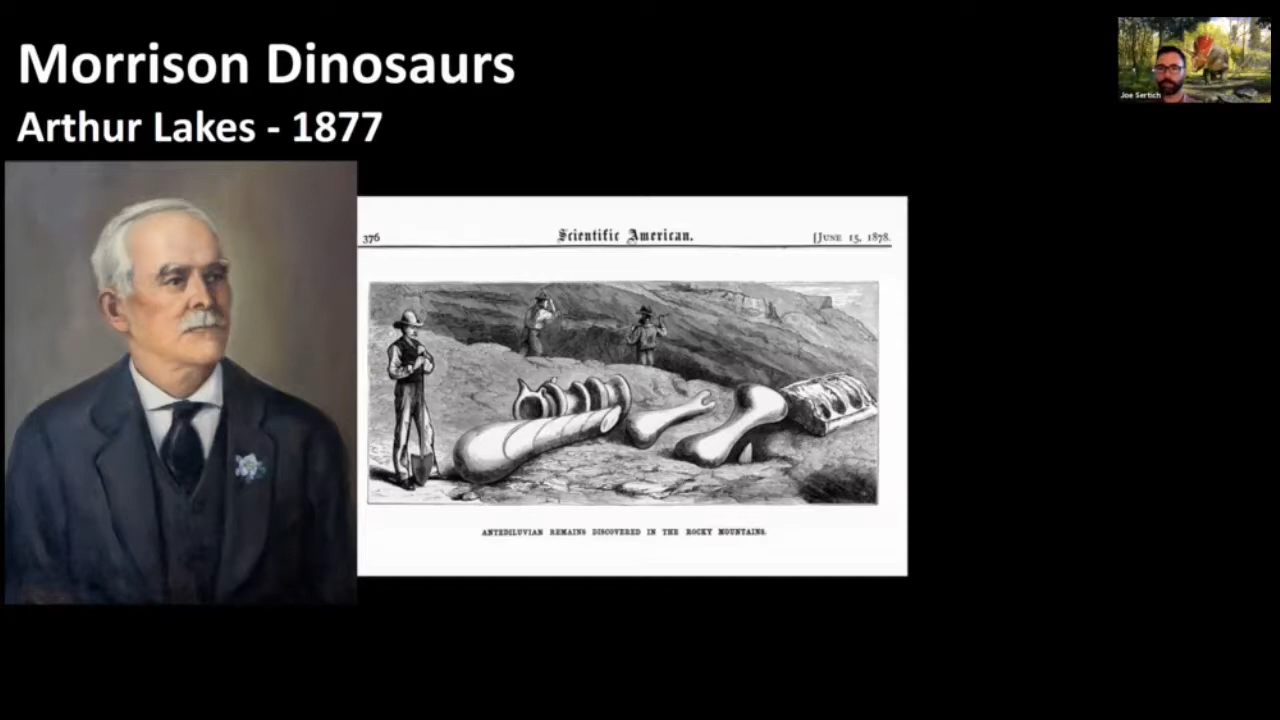 Morrison Dinosaurs
Arthur Lakes - 1877
Joe Sertich
376
Scientific American.
[JUNE 15, 1878.
ANTEDILUVIAN REMAINS DISCOVERED IN THE ROCKY MOUNTAINS.